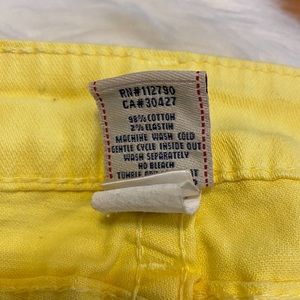 RN#112790
CA#30427
98% COTTON
2% ELASTIN
MACHINE WASH COLD
GENTLE CYCLE INSIDE OUT
WASH SEPARATELY
NO BLEACH
TUMBLE